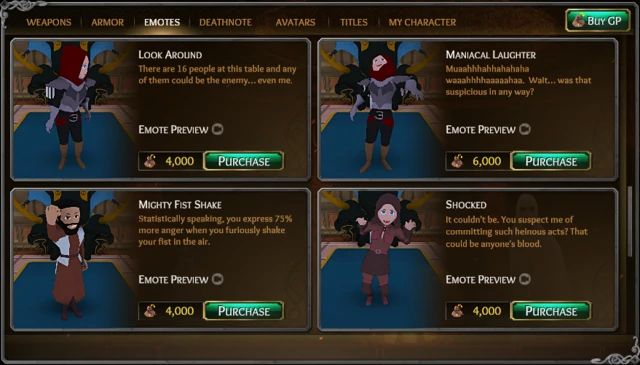 WEAPONS | ARMOR | EMOTES | DEATHNOTE | AVATARS | TITLES | MY CHARACTER
BUY GP
LOOK AROUND
There are 16 people at this table and any
of them could be the enemy... even me.
EMOTE PREVIEW
4,000 PURCHASE
MANIACAL LAUGHTER
Muaahhhahhahahaha
waaahhhhaaaaahaa. Wait... was that
suspicious in any way?
EMOTE PREVIEW
6,000 PURCHASE
MIGHTY FIST SHAKE
Statistically speaking, you express 75%
more anger when you furiously shake
your fist in the air.
EMOTE PREVIEW
4,000 PURCHASE
SHOCKED
It couldn't be. You suspect me of
committing such heinous acts? That
could be anyone's blood.
EMOTE PREVIEW
4,000 PURCHASE